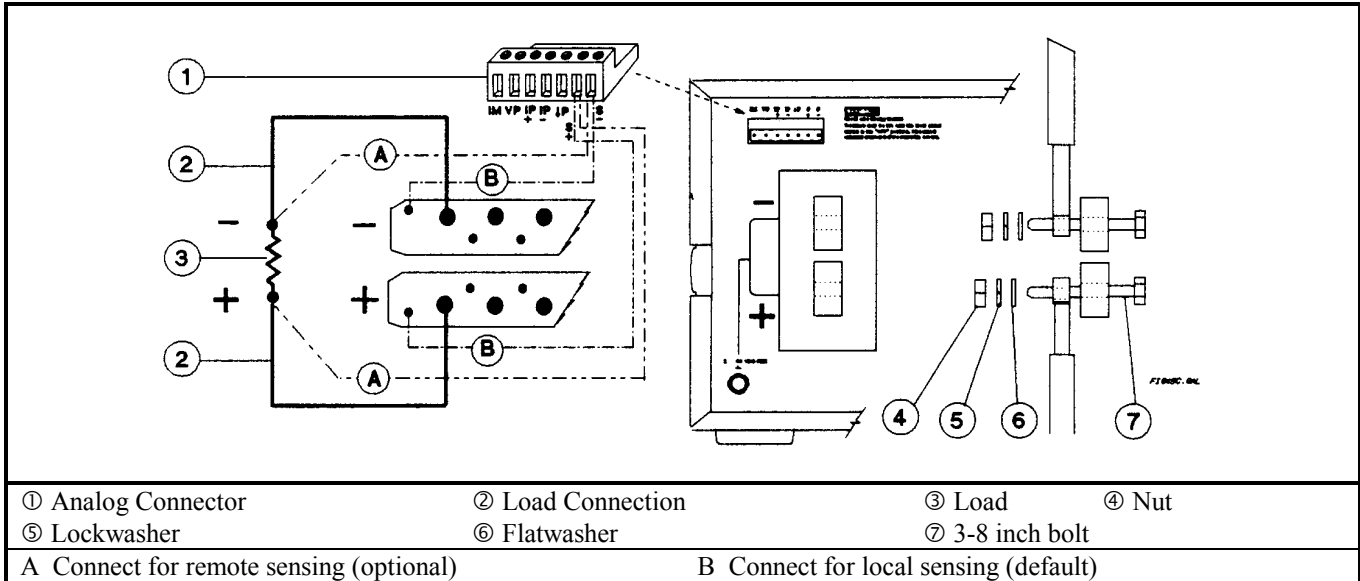 ①
IM VP IP IP ↓P S
+ −
S
+
−
② A
B
− −
③
+ +
② B
A
−
+
④ ⑤ ⑥ ⑦
① Analog Connector ② Load Connection ③ Load ④ Nut
⑤ Lockwasher ⑥ Flatwasher ⑦ 3-8 inch bolt
A Connect for remote sensing (optional) B Connect for local sensing (default)